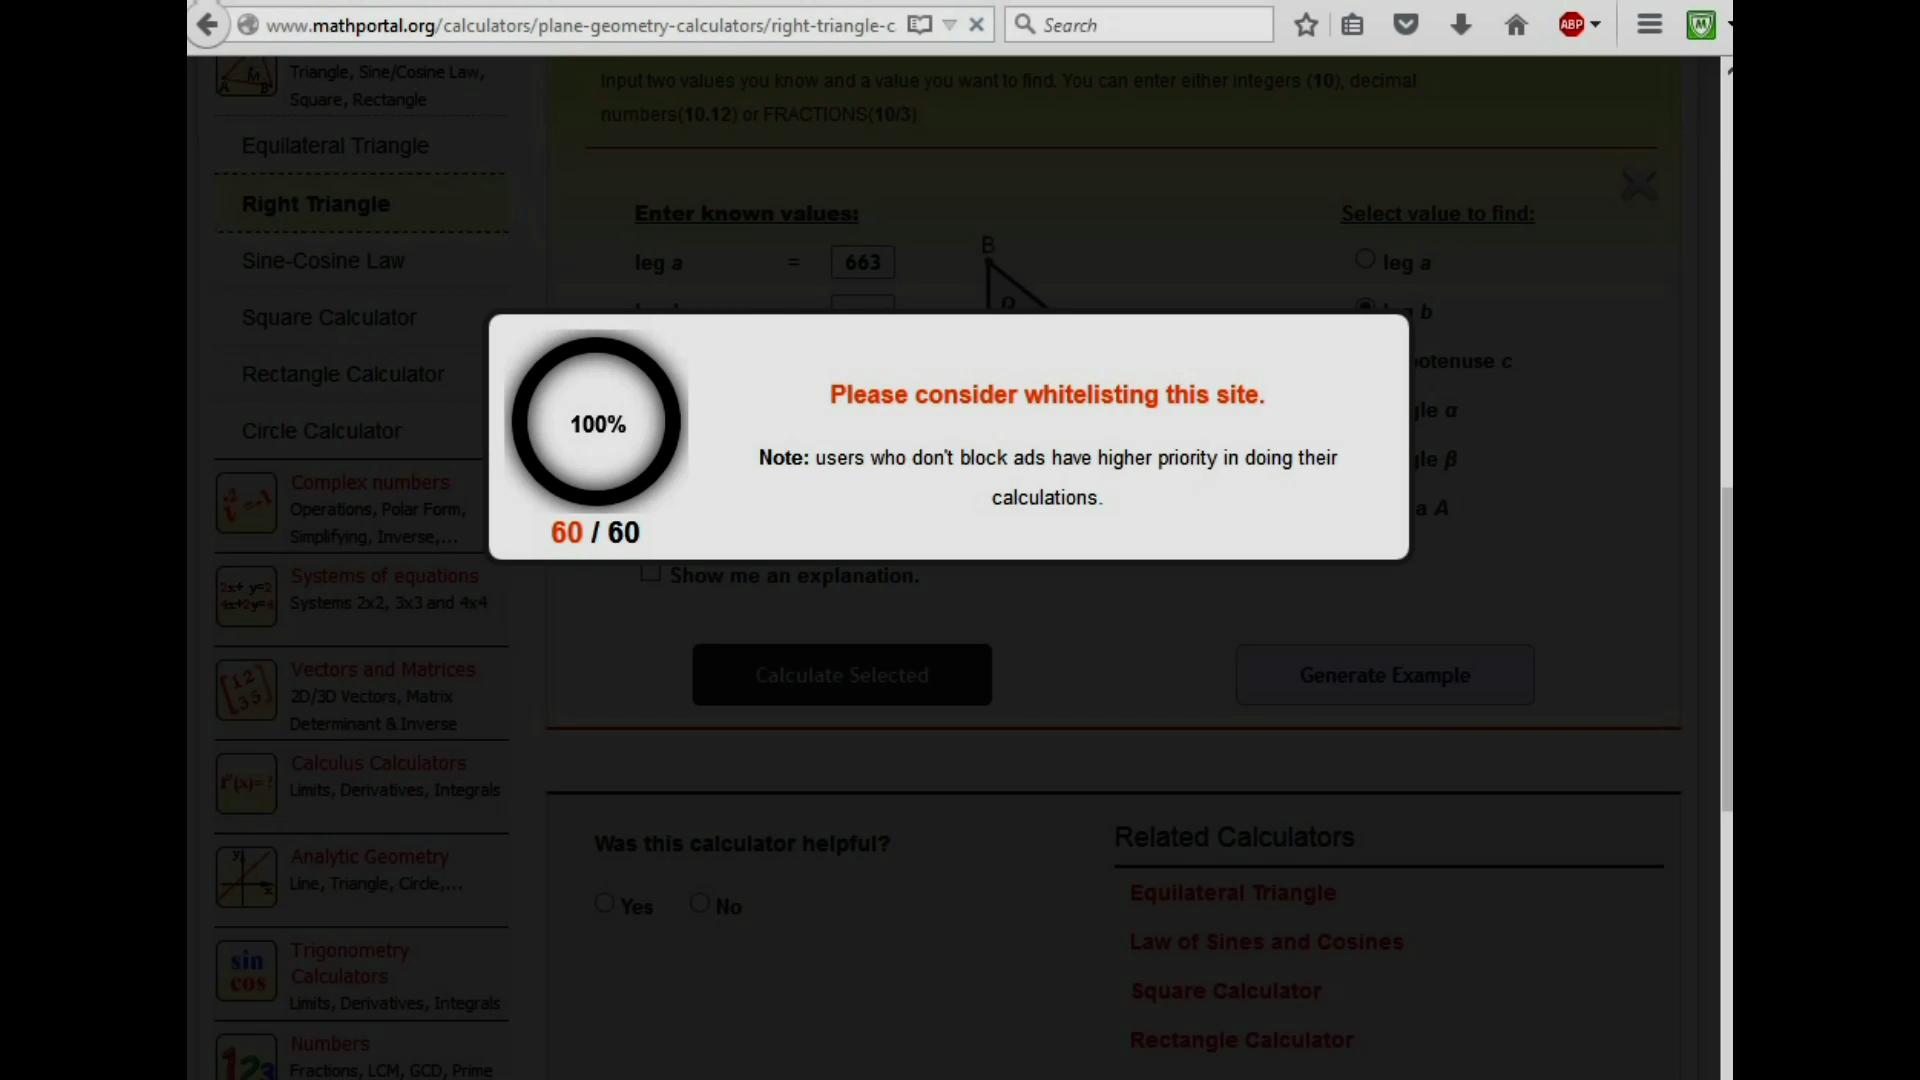 www.mathportal.org/calculators/plane-geometry-calculators/right-triangle-c
Search
ABP
M
Triangle, Sine/Cosine Law,
Square, Rectangle
Equilateral Triangle
Right Triangle
Sine-Cosine Law
Square Calculator
Rectangle Calculator
Circle Calculator
Complex numbers
Operations, Polar Form,
Simplifying, Inverse,...
Systems of equations
Systems 2x2, 3x3 and 4x4
Vectors and Matrices
2D/3D Vectors, Matrix
Determinant & Inverse
Calculus Calculators
Limits, Derivatives, Integrals
Analytic Geometry
Line, Triangle, Circle,...
sin
cos
Trigonometry
Calculators
Limits, Derivatives, Integrals
123
Numbers
Fractions, LCM, GCD, Prime
Input two values you know and a value you want to find. You can enter either integers (10), decimal
numbers(10.12) or FRACTIONS(10/3)
Enter known values:
leg a = 663
B
Select value to find:
leg a
b
otenuse c
gle α
gle β
a A
100%
60 / 60
Please consider whitelisting this site.
Note: users who don't block ads have higher priority in doing their
calculations.
Show me an explanation.
Calculate Selected
Generate Example
Was this calculator helpful?
Yes No
Related Calculators
Equilateral Triangle
Law of Sines and Cosines
Square Calculator
Rectangle Calculator